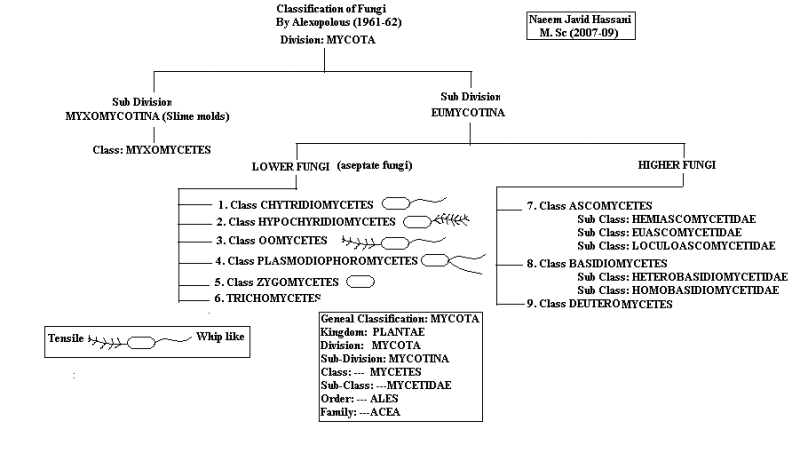 Classification of Fungi
By Alexopolous (1961-62)
Division: MYCOTA
Naeem Javid Hassani
M. Sc (2007-09)
Sub Division
MYXOMYCOTINA (Slime molds)
Class: MYXOMYCETES
Sub Division
EUMYCOTINA
LOWER FUNGI (aseptate fungi)
HIGHER FUNGI
1. Class CHYTRIDIOMYCETES
2. Class HYPOCHYRIDIOMYCETES
3. Class OOMYCETES
4. Class PLASMODIOPHOROMYCETES
5. Class ZYGOMYCETES
6. TRICHOMYCETES
7. Class ASCOMYCETES
Sub Class: HEMIASCOMYCETIDAE
Sub Class: EUASCOMYCETIDAE
Sub Class: LOCULOASCOMYCETIDAE
8. Class BASIDIOMYCETES
Sub Class: HETEROBASIDIOMYCETIDAE
Sub Class: HOMOBASIDIOMYCETIDAE
9. Class DEUTEROMYCETES
Tensile
Whip like
Geneal Classification: MYCOTA
Kingdom: PLANTAE
Division: MYCOTA
Sub-Division: MYCOTINA
Class: --- MYCETES
Sub-Class: ---MYCETIDAE
Order: --- ALES
Family: ---ACEA